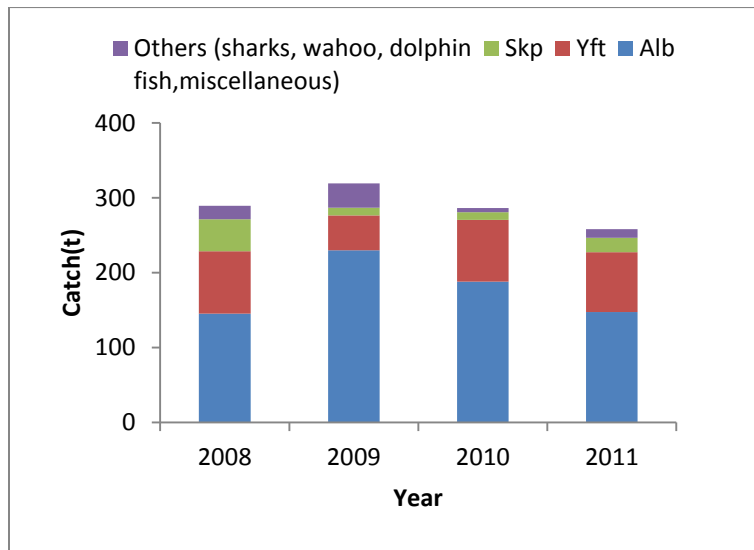 Others (sharks, wahoo, dolphin fish,miscellaneous)
Skp
Yft
Alb
400
300
200
100
0
Catch(t)
2008 2009 2010 2011
Year